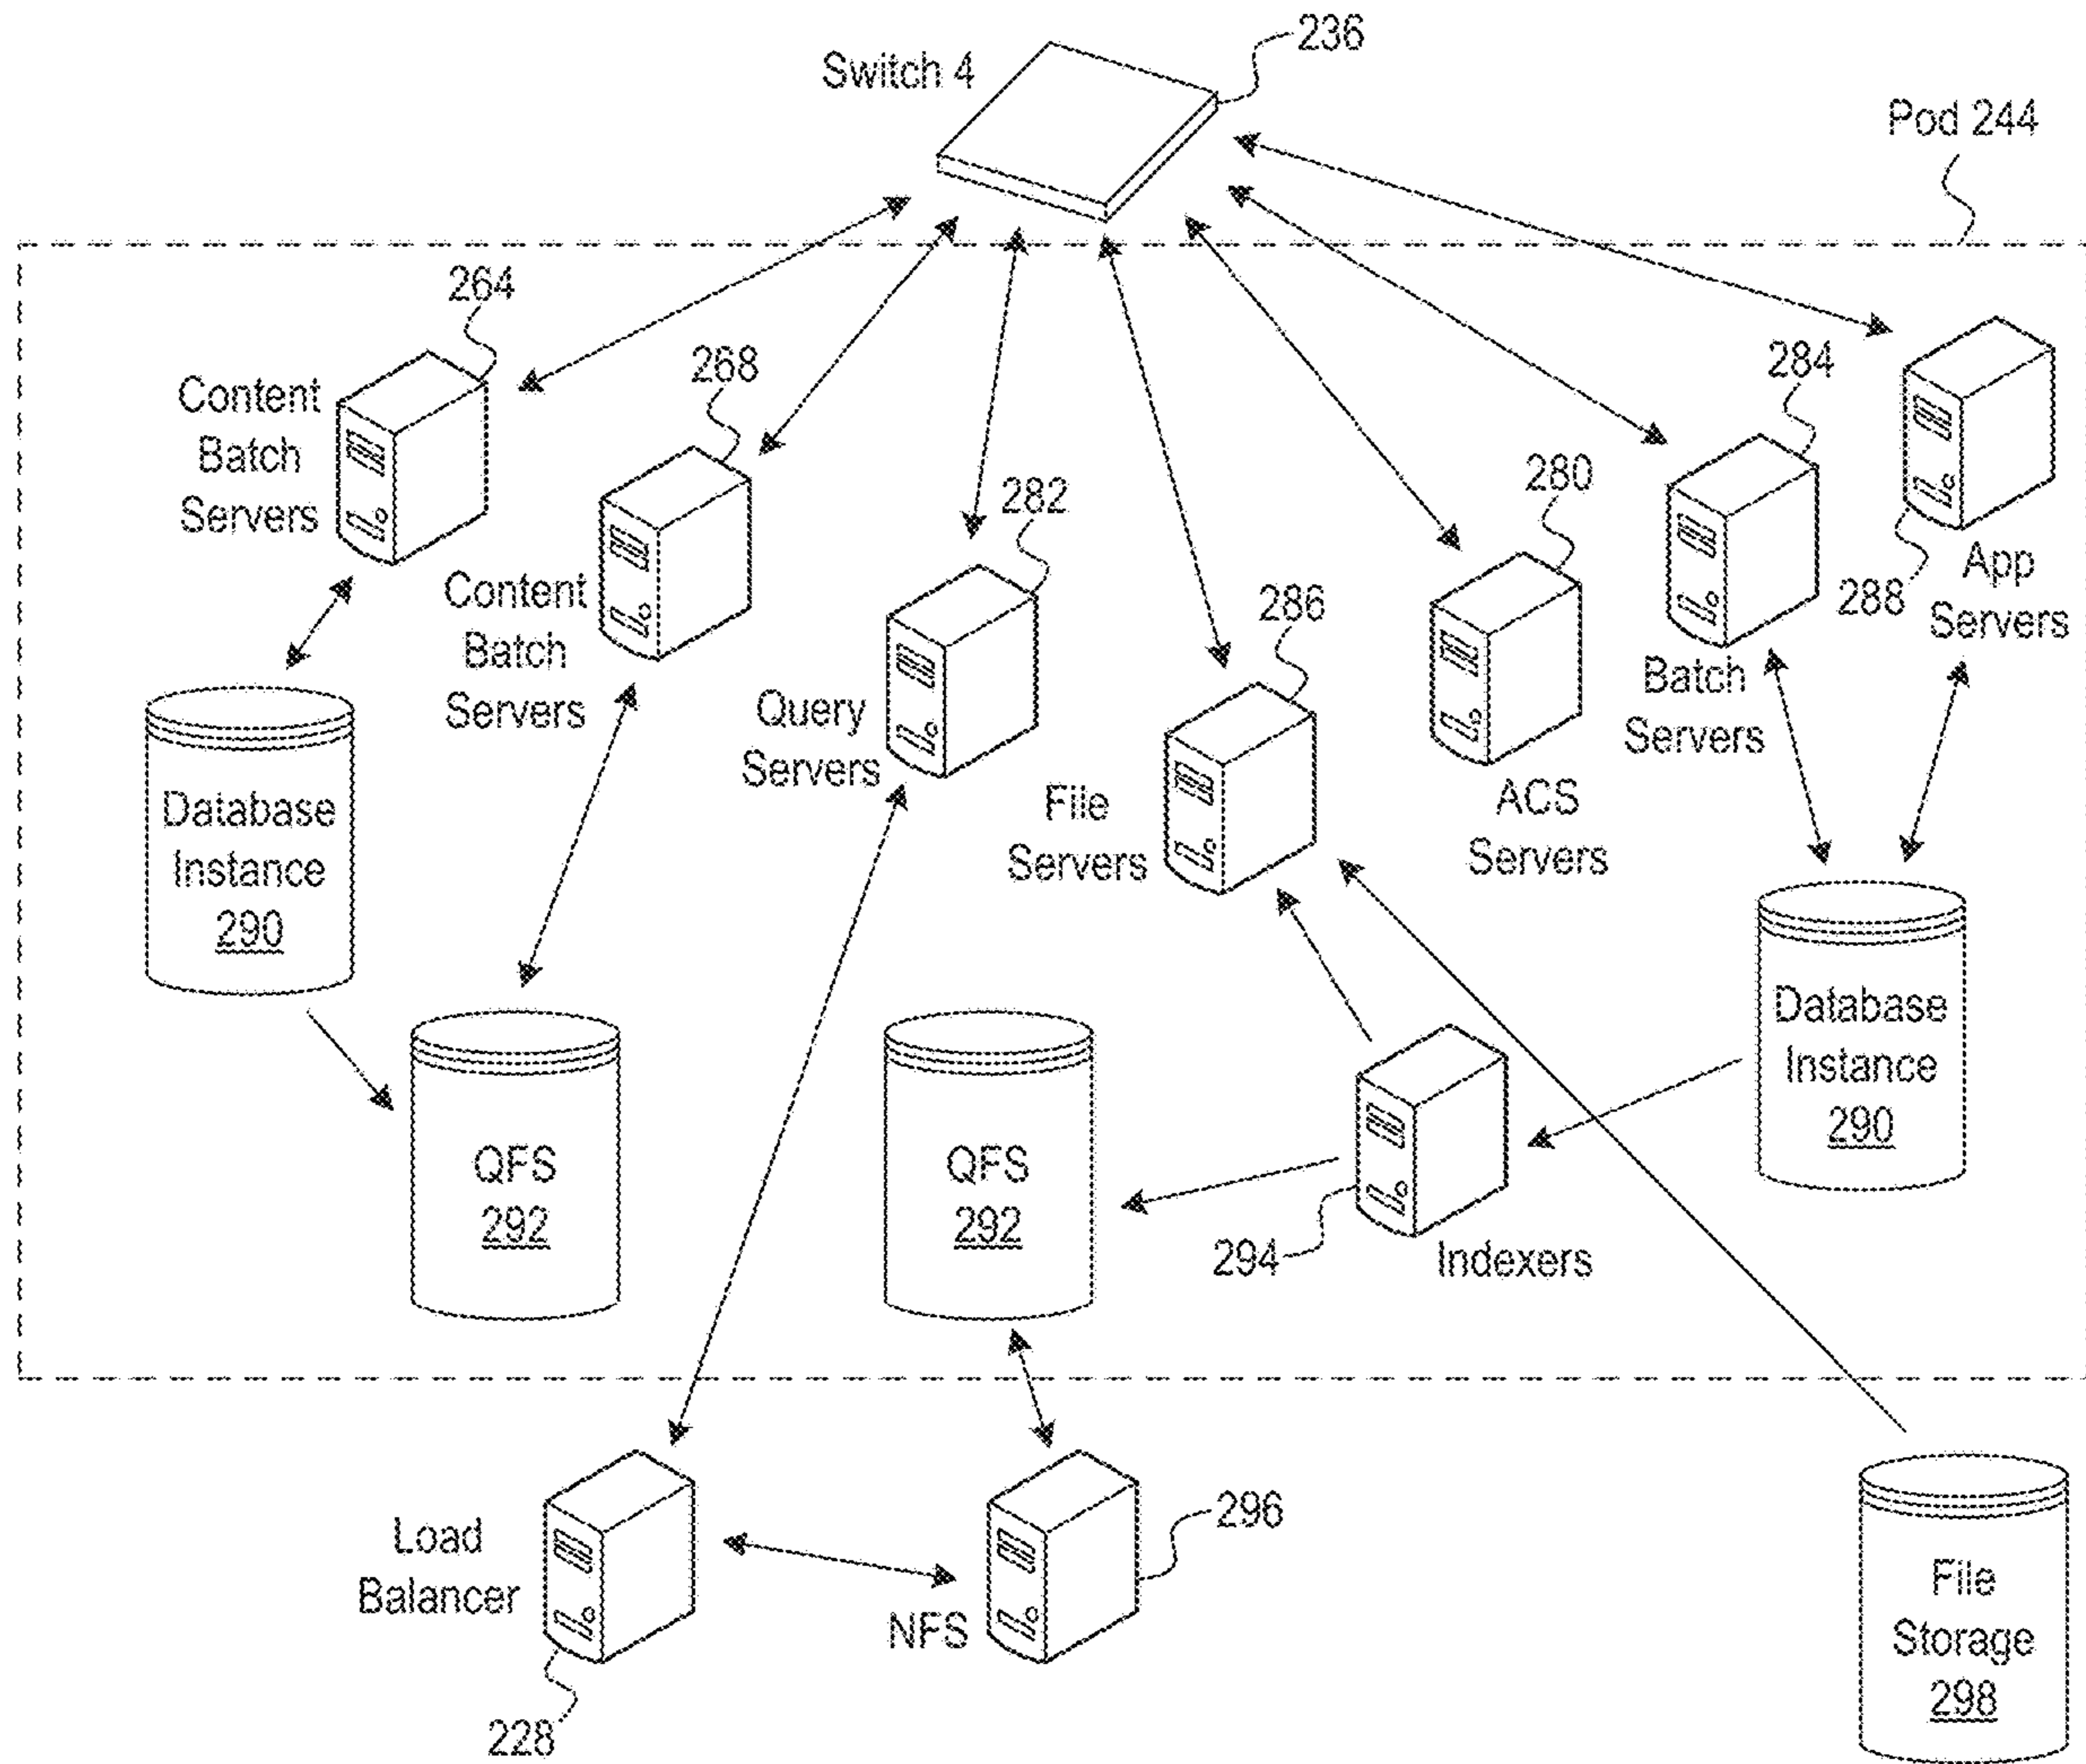 236
Switch 4
Pod 244
264
Content
Batch
Servers
268
Content
Batch
Servers
282
Query
Servers
286
File
Servers
280
ACS
Servers
284
Batch
Servers
288
App
Servers
Database
Instance
290
QFS
292
QFS
292
294
Indexers
Database
Instance
290
Load
Balancer
228
NFS
296
File
Storage
298